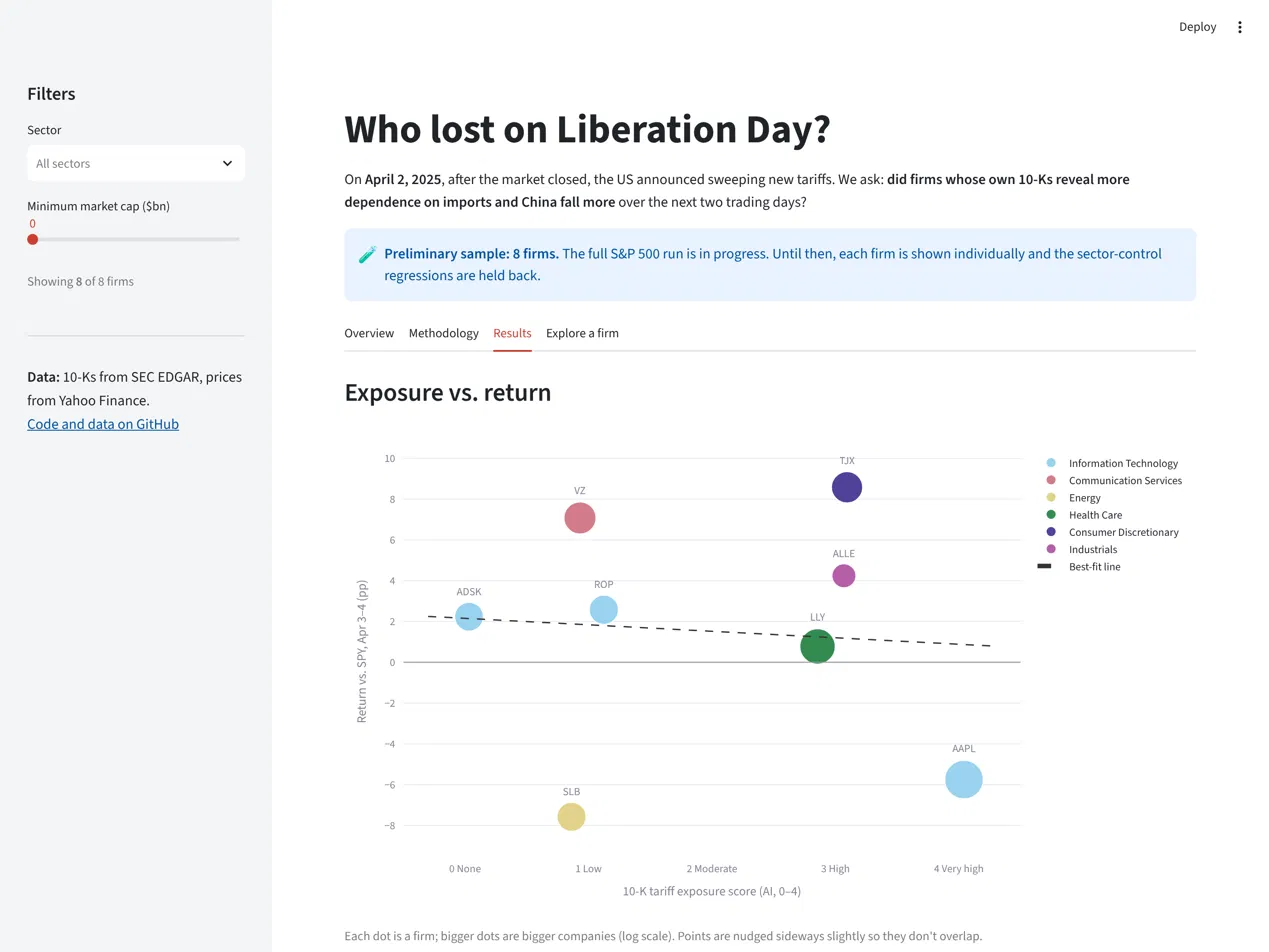 Deploy
Filters
Sector
All sectors
Minimum market cap ($bn)
0
Showing 8 of 8 firms
Data: 10-Ks from SEC EDGAR, prices
from Yahoo Finance.
Code and data on GitHub
Who lost on Liberation Day?
On April 2, 2025, after the market closed, the US announced sweeping new tariffs. We ask: did firms whose own 10-Ks reveal more
dependence on imports and China fall more over the next two trading days?
Preliminary sample: 8 firms. The full S&P 500 run is in progress. Until then, each firm is shown individually and the sector-control
regressions are held back.
Overview Methodology Results Explore a firm
Exposure vs. return
Return vs. SPY, Apr 3–4 (pp)
10
8
6
4
2
0
−2
−4
−6
−8
TJX
VZ
ALLE
ROP
ADSK
LLY
AAPL
SLB
0 None 1 Low 2 Moderate 3 High 4 Very high
10-K tariff exposure score (AI, 0–4)
Information Technology
Communication Services
Energy
Health Care
Consumer Discretionary
Industrials
Best-fit line
Each dot is a firm; bigger dots are bigger companies (log scale). Points are nudged sideways slightly so they don't overlap.